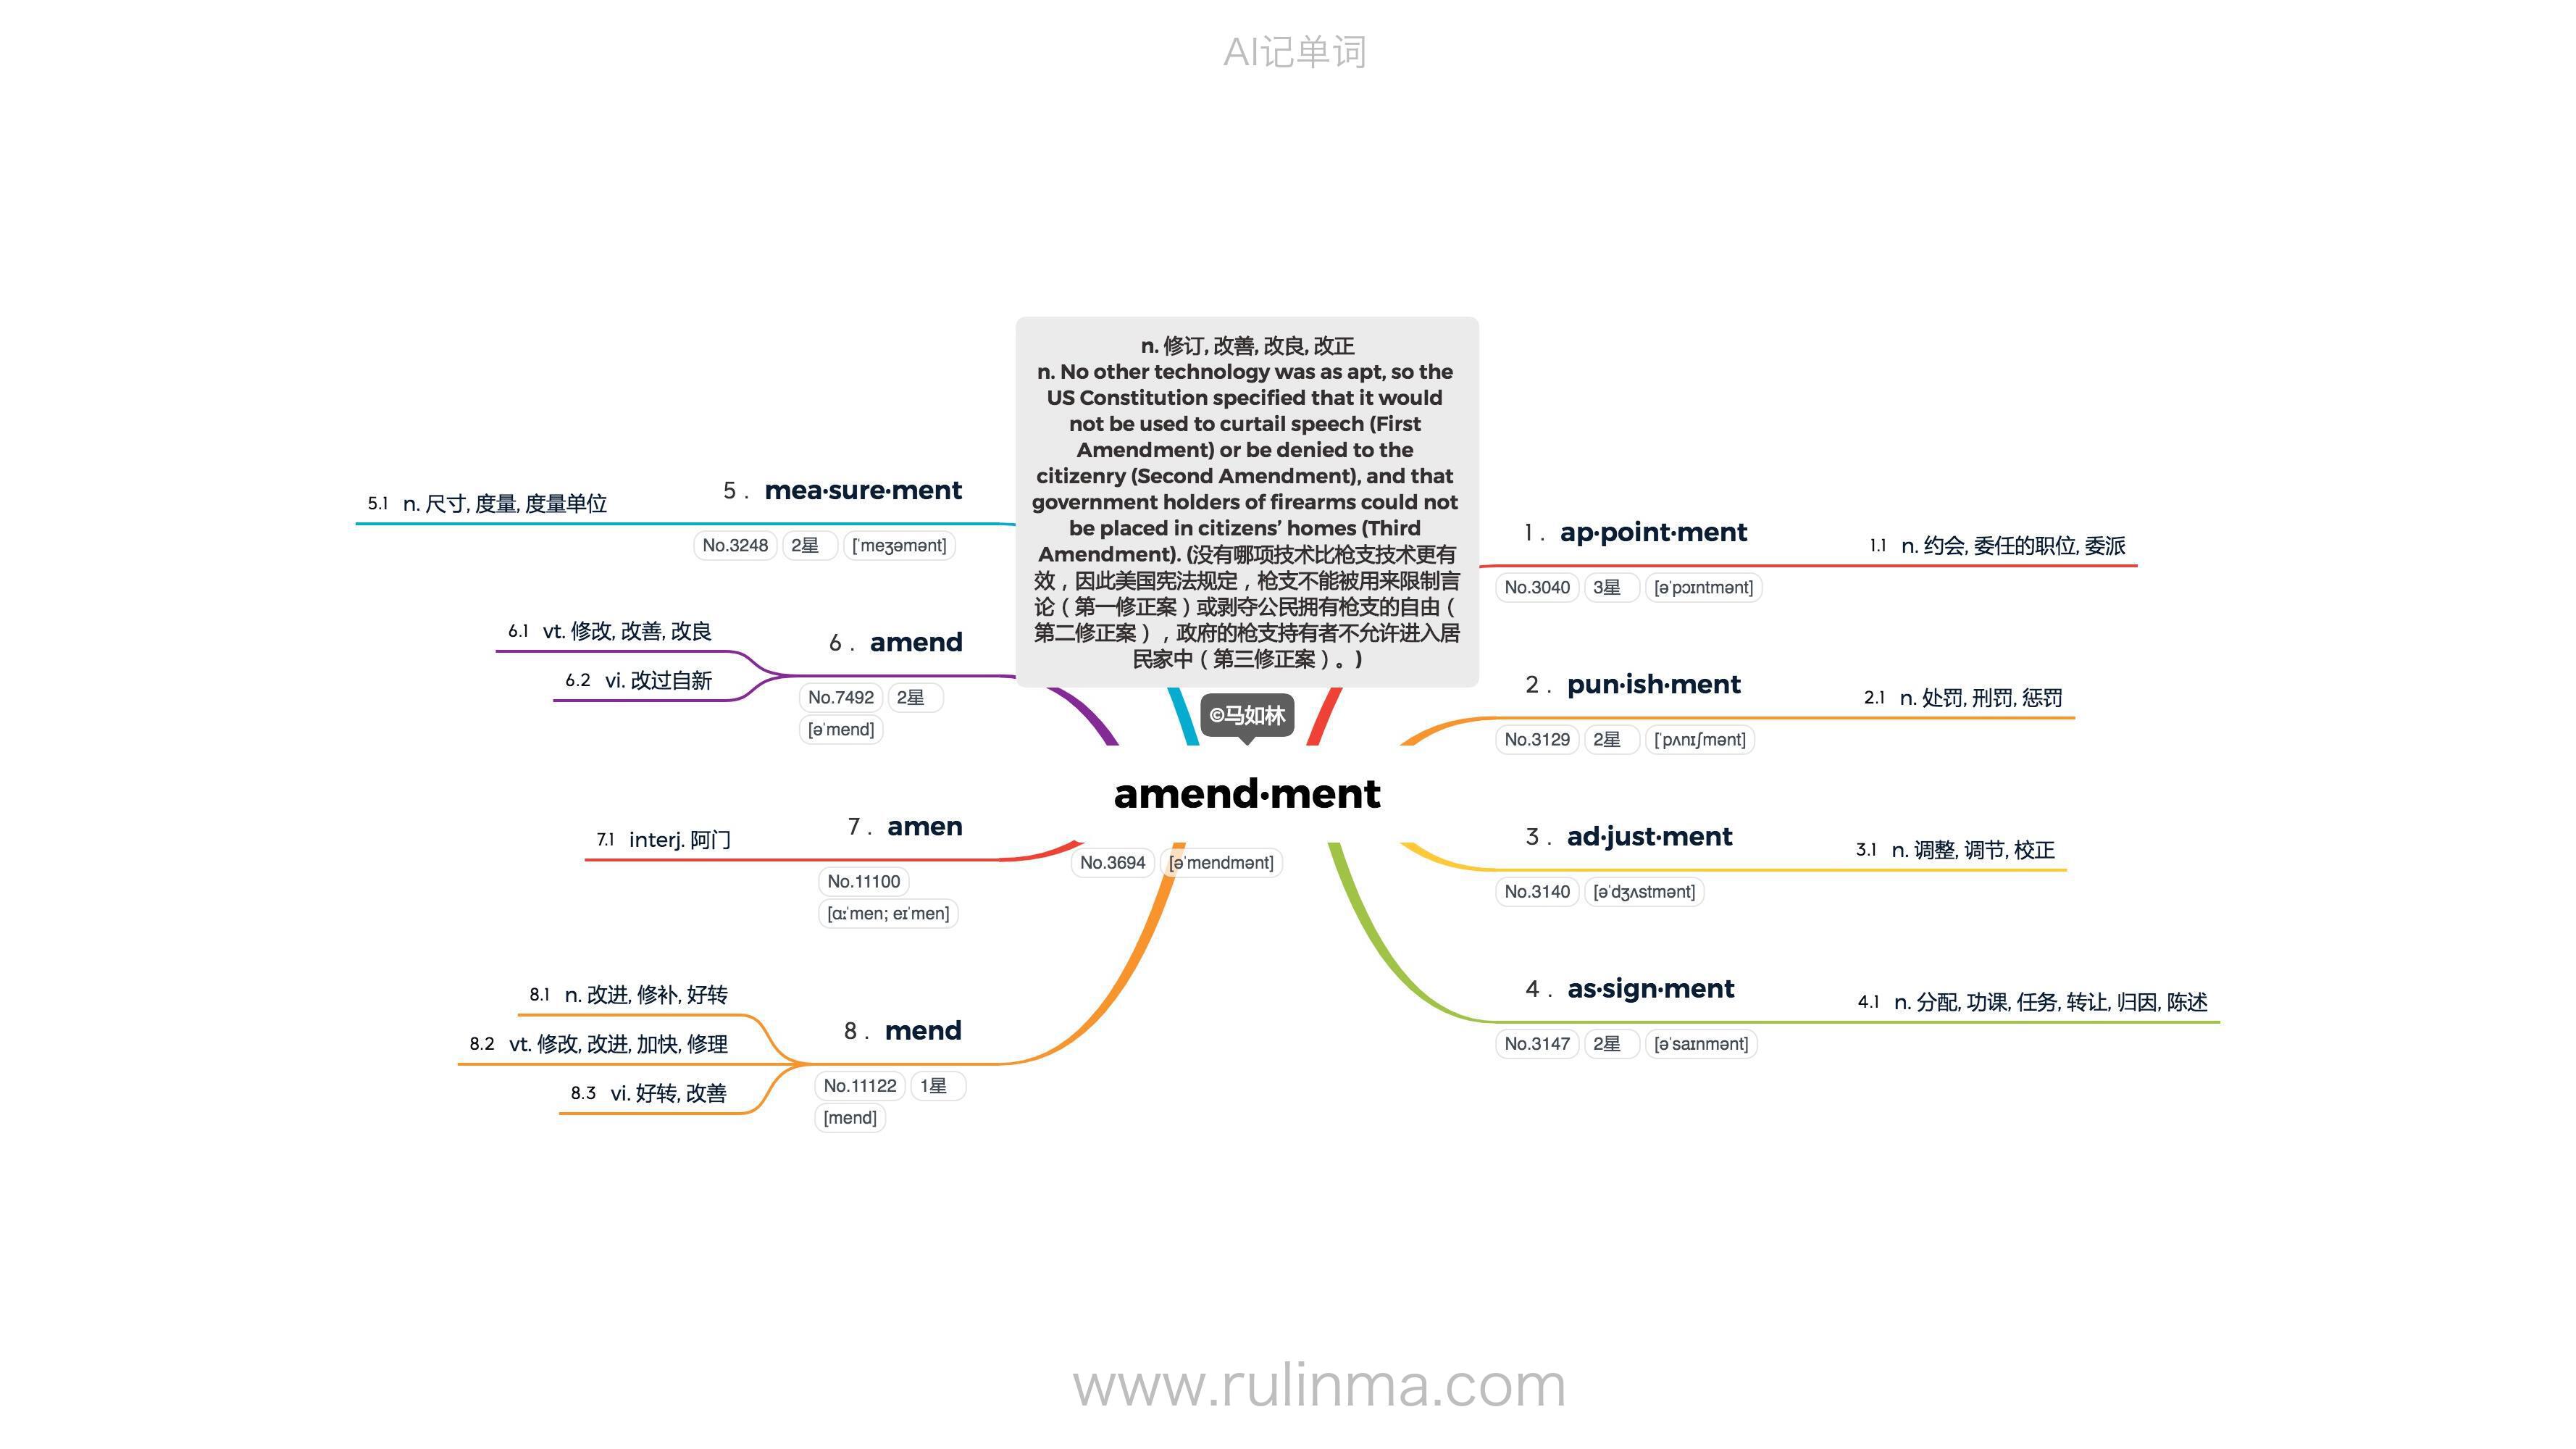 AI记单词
n. 修订, 改善, 改良, 改正
n. No other technology was as apt, so the
US Constitution specified that it would
not be used to curtail speech (First
Amendment) or be denied to the
citizenry (Second Amendment), and that
government holders of firearms could not
be placed in citizens’ homes (Third
Amendment). (没有哪项技术比枪支技术更有
效，因此美国宪法规定，枪支不能被用来限制言
论（第一修正案）或剥夺公民拥有枪支的自由（
第二修正案），政府的枪支持有者不允许进入居
民家中（第三修正案）。)
©马如林
amend·ment
No.3694 [ə'mendmənt]
1 . ap·point·ment
No.3040 3星 [ə'pɔɪntmənt]
1.1 n. 约会, 委任的职位, 委派
2 . pun·ish·ment
No.3129 2星 ['pʌnɪʃmənt]
2.1 n. 处罚, 刑罚, 惩罚
3 . ad·just·ment
No.3140 [ə'dʒʌstmənt]
3.1 n. 调整, 调节, 校正
4 . as·sign·ment
No.3147 2星 [ə'saɪnmənt]
4.1 n. 分配, 功课, 任务, 转让, 归因, 陈述
5 . mea·sure·ment
No.3248 2星 ['meʒəmənt]
5.1 n. 尺寸, 度量, 度量单位
6 . amend
No.7492 2星
[ə'mend]
6.1 vt. 修改, 改善, 改良
6.2 vi. 改过自新
7 . amen
No.11100
[ɑɪ'men; eɪ'men]
7.1 interj. 阿门
8 . mend
No.11122 1星
[mend]
8.1 n. 改进, 修补, 好转
8.2 vt. 修改, 改进, 加快, 修理
8.3 vi. 好转, 改善
www.rulinma.com